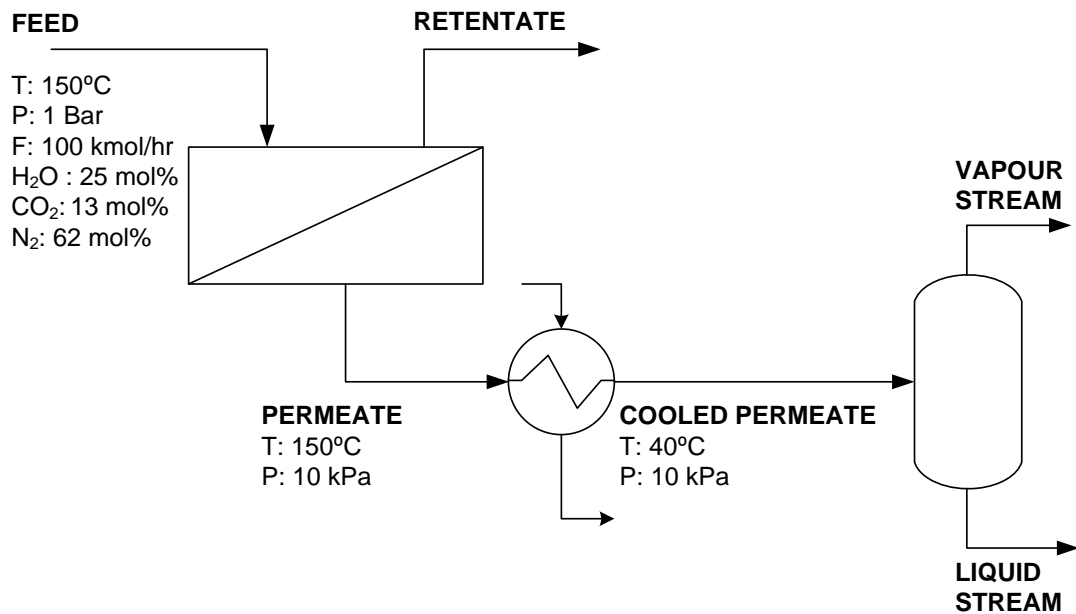 FEED
T: 150ºC
P: 1 Bar
F: 100 kmol/hr
H₂O : 25 mol%
CO₂: 13 mol%
N₂: 62 mol%
RETENTATE
PERMEATE
T: 150ºC
P: 10 kPa
COOLED PERMEATE
T: 40ºC
P: 10 kPa
VAPOUR
STREAM
LIQUID
STREAM